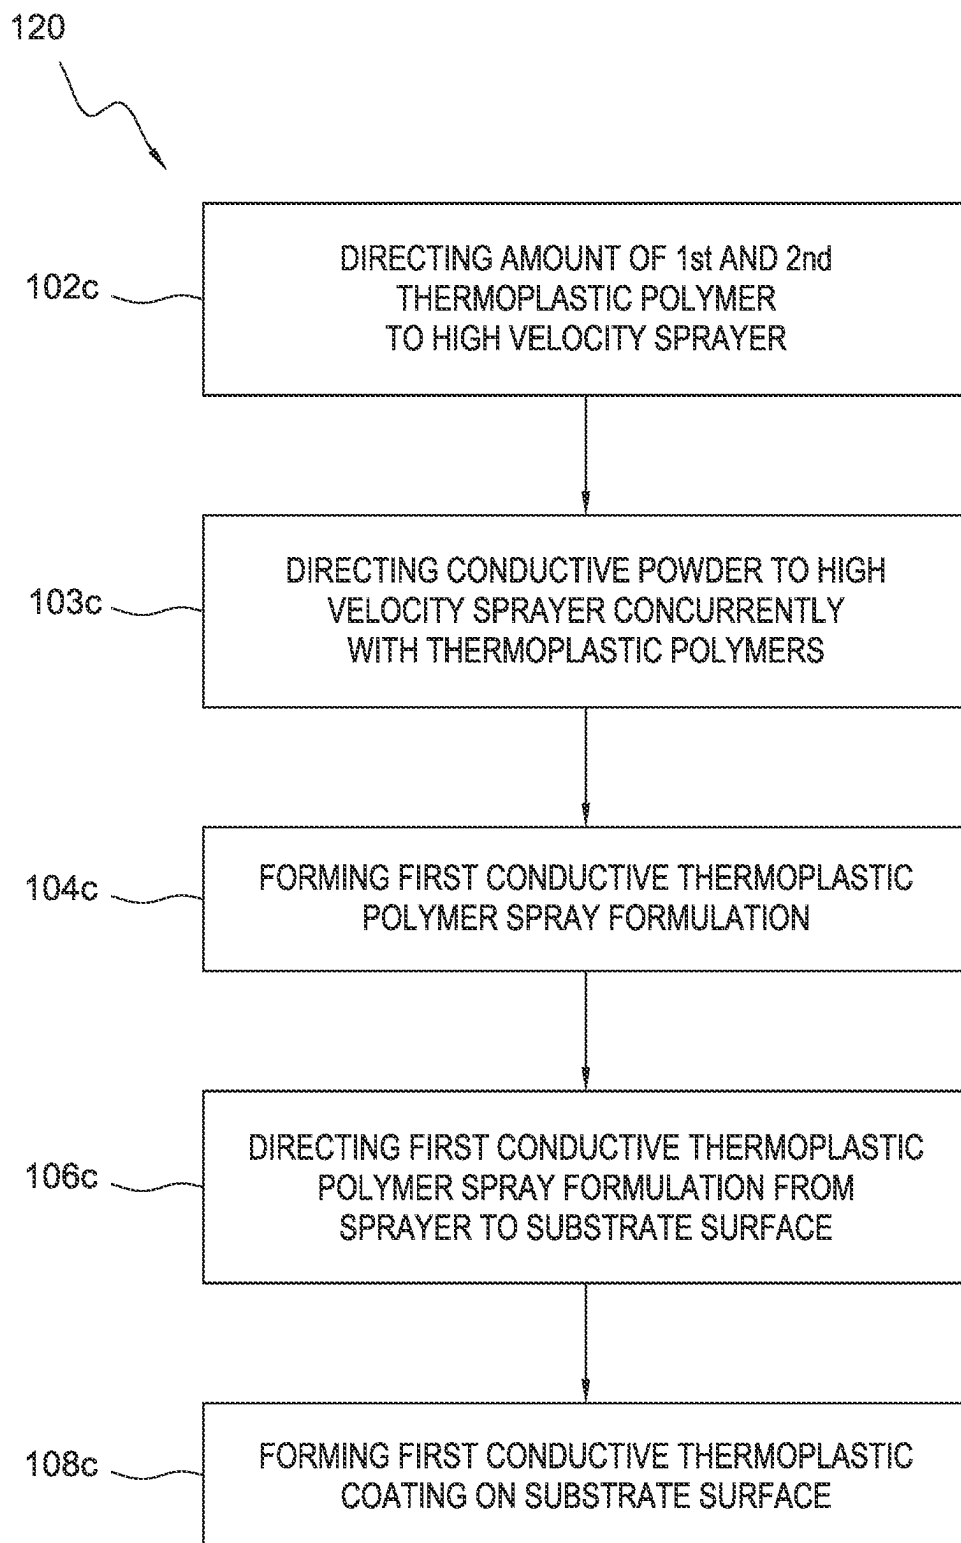 120
102c
DIRECTING AMOUNT OF 1st AND 2nd
THERMOPLASTIC POLYMER
TO HIGH VELOCITY SPRAYER
103c
DIRECTING CONDUCTIVE POWDER TO HIGH
VELOCITY SPRAYER CONCURRENTLY
WITH THERMOPLASTIC POLYMERS
104c
FORMING FIRST CONDUCTIVE THERMOPLASTIC
POLYMER SPRAY FORMULATION
106c
DIRECTING FIRST CONDUCTIVE THERMOPLASTIC
POLYMER SPRAY FORMULATION FROM
SPRAYER TO SUBSTRATE SURFACE
108c
FORMING FIRST CONDUCTIVE THERMOPLASTIC
COATING ON SUBSTRATE SURFACE